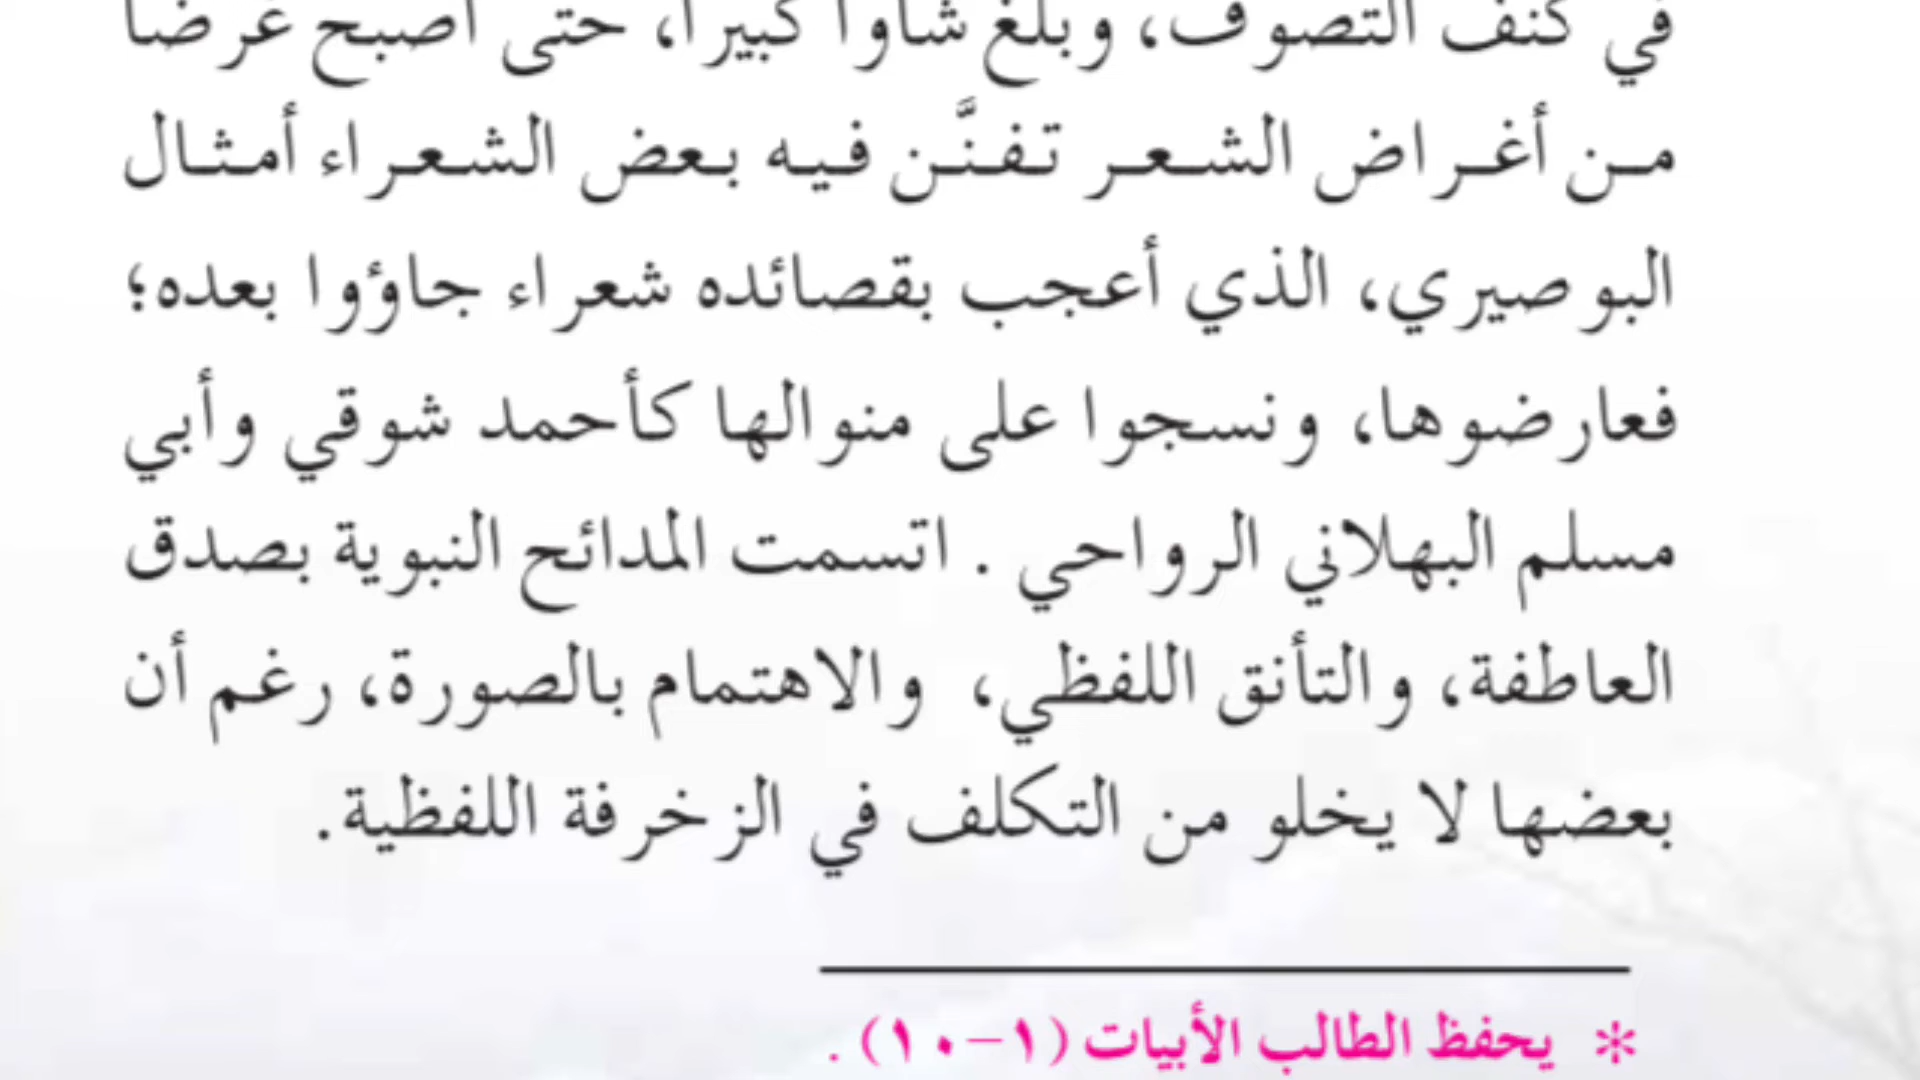 في كنف التصوف، وبلغ شأوا كبيرا، حتى أصبح غرضا
من أغراض الشعر تفنَّن فيه بعض الشعراء أمثال
البوصيري، الذي أعجب بقصائده شعراء جاؤوا بعده؛
فعارضوها، ونسجوا على منوالها كأحمد شوقي وأبي
مسلم البهلاني الرواحي . اتسمت المدائح النبوية بصدق
العاطفة، والتأنق اللفظي، والاهتمام بالصورة، رغم أن
بعضها لا يخلو من التكلف في الزخرفة اللفظية.
* يحفظ الطالب الأبيات (١-١٠) .